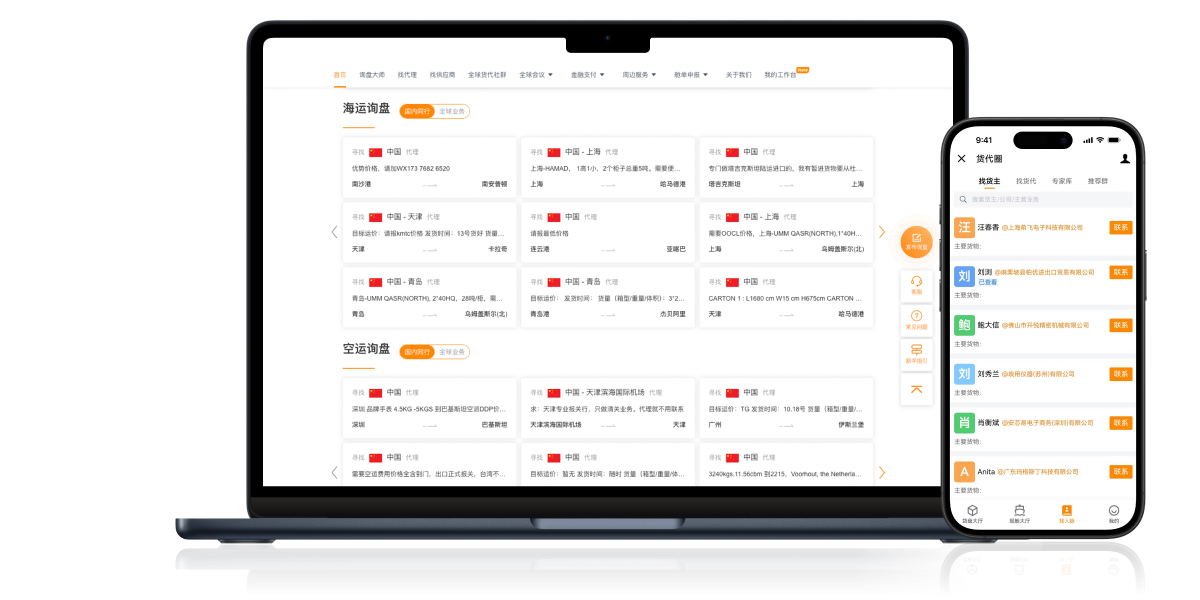 首页 询盘大师 找代理 找供应商 全球货代社群 全球会议 金融支付 周边服务 舱单申报 关于我们 我的工作台 New
海运询盘 国内同行 全球业务
寻找 中国 代理
优势价格，请加WX173 7682 6520
南沙港 南安普顿
寻找 中国 - 上海 代理
上海-HAMAD， 1高1小，2个柜子总重5吨，需要使...
上海 哈马德港
寻找 中国 代理
专门做塔吉克斯坦陆运进口的，我有暂进货物要从杜...
塔吉克斯坦 上海
寻找 中国 - 天津 代理
目标运价：请报kmtc价格 发货时间：13号货好 货量...
天津 卡拉奇
寻找 中国 代理
请报最低价格
连云港 亚喀巴
寻找 中国 - 上海 代理
需要OOCL价格，上海-UMM QASR(NORTH),1*40H...
上海 乌姆盖斯尔(北)
寻找 中国 - 青岛 代理
青岛-UMM QASR(NORTH), 2*40HQ，28吨/柜，需...
青岛 乌姆盖斯尔(北)
寻找 中国 - 青岛 代理
目标运价： 发货时间： 货量（箱型/重量/体积）：3*2...
青岛港 杰贝阿里
寻找 中国 代理
CARTON 1 : L1680 cm W15 cm H675cm CARTON ...
天津 哈马德港
空运询盘 国内同行 全球业务
寻找 中国 代理
深圳 品牌手表 4.5KG -5KGS 到巴基斯坦空派DDP价...
深圳 巴基斯坦
寻找 中国 - 天津滨海国际机场 代理
求：天津专业报关行，只做清关业务，代理就不用联系
天津滨海国际机场 天津
寻找 中国 代理
目标运价：TG 发货时间：10.18号 货量（箱型/重量/...
广州 伊斯兰堡
寻找 中国 代理
需要空运费用价格全含到门，出口正式报关，台湾不...
寻找 中国 代理
目标运价：暂无 发货时间：随时 货量（箱型/重量/体...
寻找 中国 代理
3240kgs,11.56cbm 到2215，Voorhout, the Netherla...
发布询盘
客服
常见问题
新手指引
9:41
货代圈
找货主 找货代 专家库 推荐群
搜索货主/公司/主营业务
汪 汪春香 @上海希飞电子科技有限公司 联系
主要货物:
刘 刘浏 @麻栗坡县柏优进出口贸易有限公司 联系
已查看
主要货物:
鲍 鲍大信 @佛山市开悦精密机械有限公司 联系
主要货物:
刘 刘秀兰 @埃用仪器(苏州)有限公司 联系
主要货物:
肖 肖衡斌 @安芯易电子商务(深圳)有限公司 联系
主要货物:
A Anita @广东玛格斯丁科技有限公司 联系
主要货物:
货盘大厅 现舱大厅 找人脉 我的